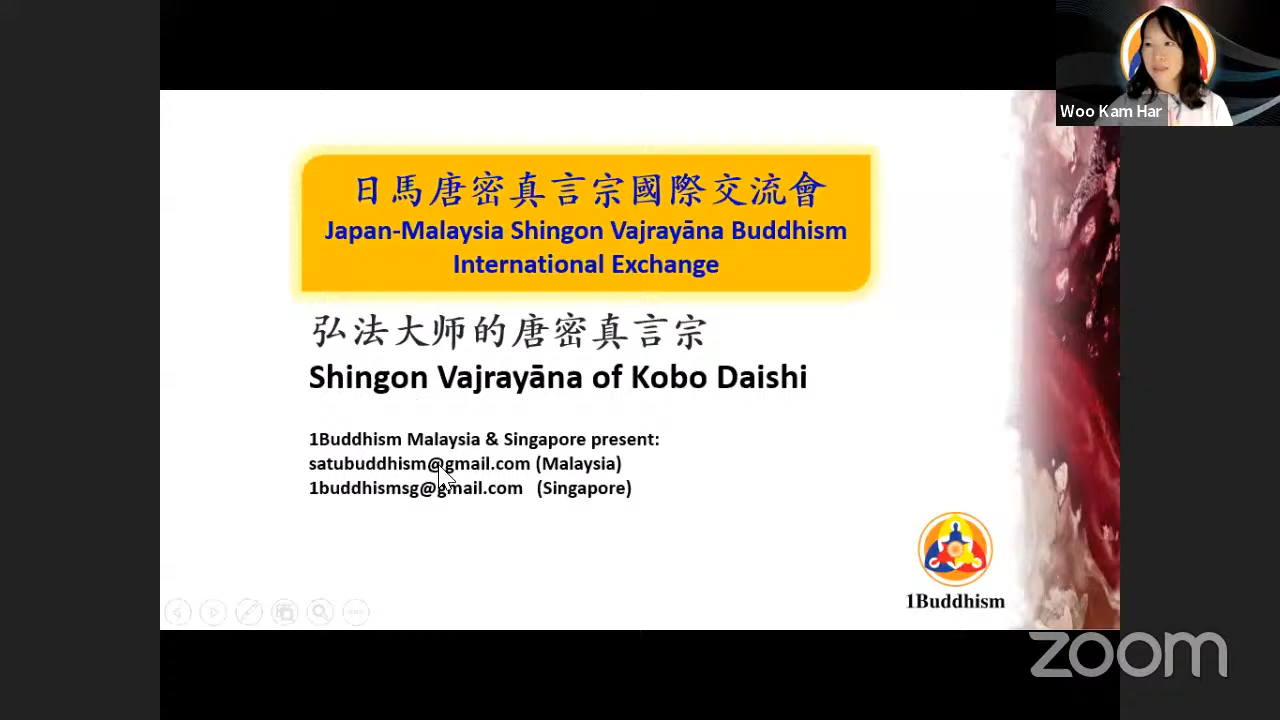 Woo Kam Har
日馬唐密真言宗國際交流會
Japan-Malaysia Shingon Vajrayāna Buddhism
International Exchange
弘法大师的唐密真言宗
Shingon Vajrayāna of Kobo Daishi
1Buddhism Malaysia & Singapore present:
satubuddhism@gmail.com (Malaysia)
1buddhismsg@gmail.com (Singapore)
1Buddhism
zoom